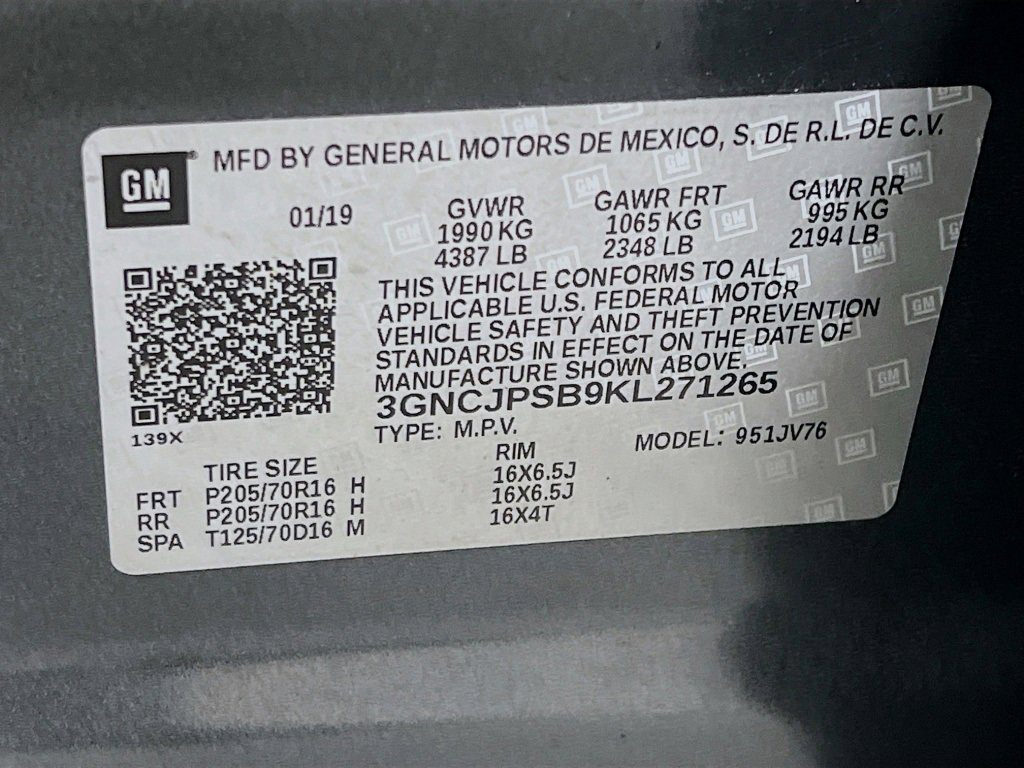 GM
MFD BY GENERAL MOTORS DE MEXICO, S. DE R.L. DE C.V.
01/19
GVWR
1990 KG
4387 LB
GAWR FRT
1065 KG
2348 LB
GAWR RR
995 KG
2194 LB
THIS VEHICLE CONFORMS TO ALL
APPLICABLE U.S. FEDERAL MOTOR
VEHICLE SAFETY AND THEFT PREVENTION
STANDARDS IN EFFECT ON THE DATE OF
MANUFACTURE SHOWN ABOVE.
3GNCJPSB9KL271265
TYPE: M.P.V.
MODEL: 951JV76
139X
TIRE SIZE
RIM
FRT P205/70R16 H 16X6.5J
RR P205/70R16 H 16X6.5J
SPA T125/70D16 M 16X4T